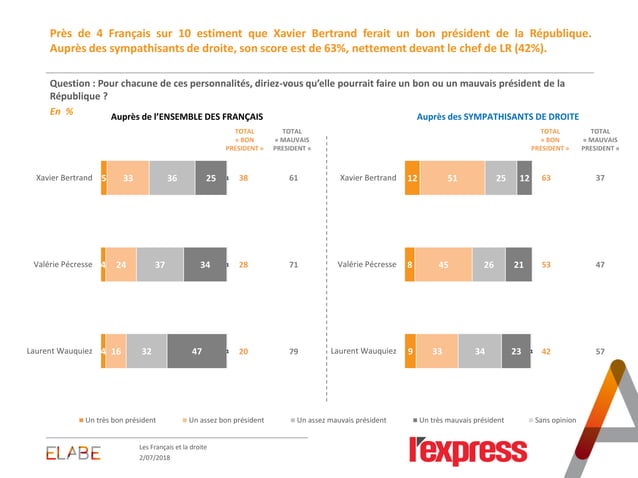 Près de 4 Français sur 10 estiment que Xavier Bertrand ferait un bon président de la République.
Auprès des sympathisants de droite, son score est de 63%, nettement devant le chef de LR (42%).
Question : Pour chacune de ces personnalités, diriez-vous qu’elle pourrait faire un bon ou un mauvais président de la
République ?
En %
Auprès de l’ENSEMBLE DES FRANÇAIS
TOTAL « BON PRESIDENT »
TOTAL « MAUVAIS PRESIDENT «
Xavier Bertrand 5 33 36 25 38 61
Valérie Pécresse 4 24 37 34 28 71
Laurent Wauquiez 4 16 32 47 20 79
Auprès des SYMPATHISANTS DE DROITE
TOTAL « BON PRESIDENT »
TOTAL « MAUVAIS PRESIDENT «
Xavier Bertrand 12 51 25 12 63 37
Valérie Pécresse 8 45 26 21 53 47
Laurent Wauquiez 9 33 34 23 42 57
Un très bon président Un assez bon président Un assez mauvais président Un très mauvais président Sans opinion
ELABE
Les Français et la droite
2/07/2018
l'express